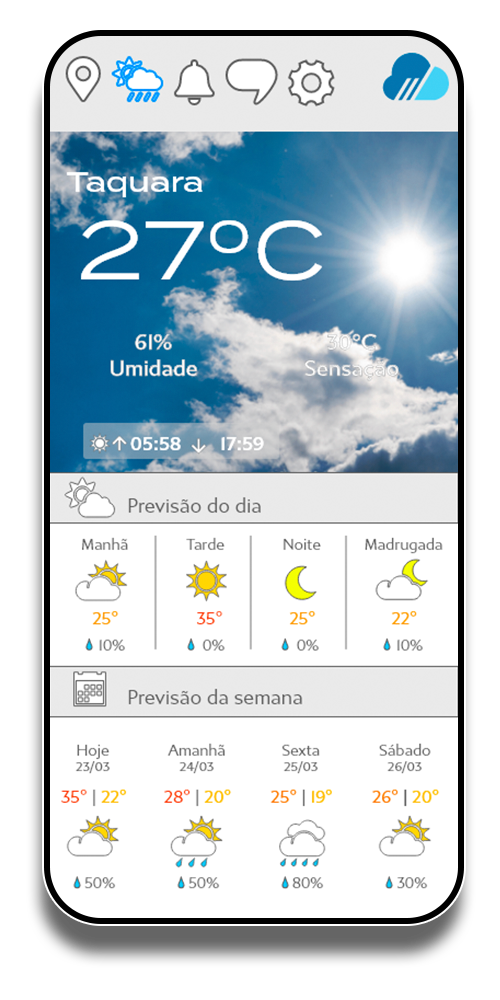 Taquara
27°C
61% 30°C
Umidade Sensação
05:58 17:59
Previsão do dia
Manhã Tarde Noite Madrugada
25° 35° 25° 22°
10% 0% 0% 10%
Previsão da semana
Hoje Amanhã Sexta Sábado
23/03 24/03 25/03 26/03
35° | 22° 28° | 20° 25° | 19° 26° | 20°
50% 50% 80% 30%